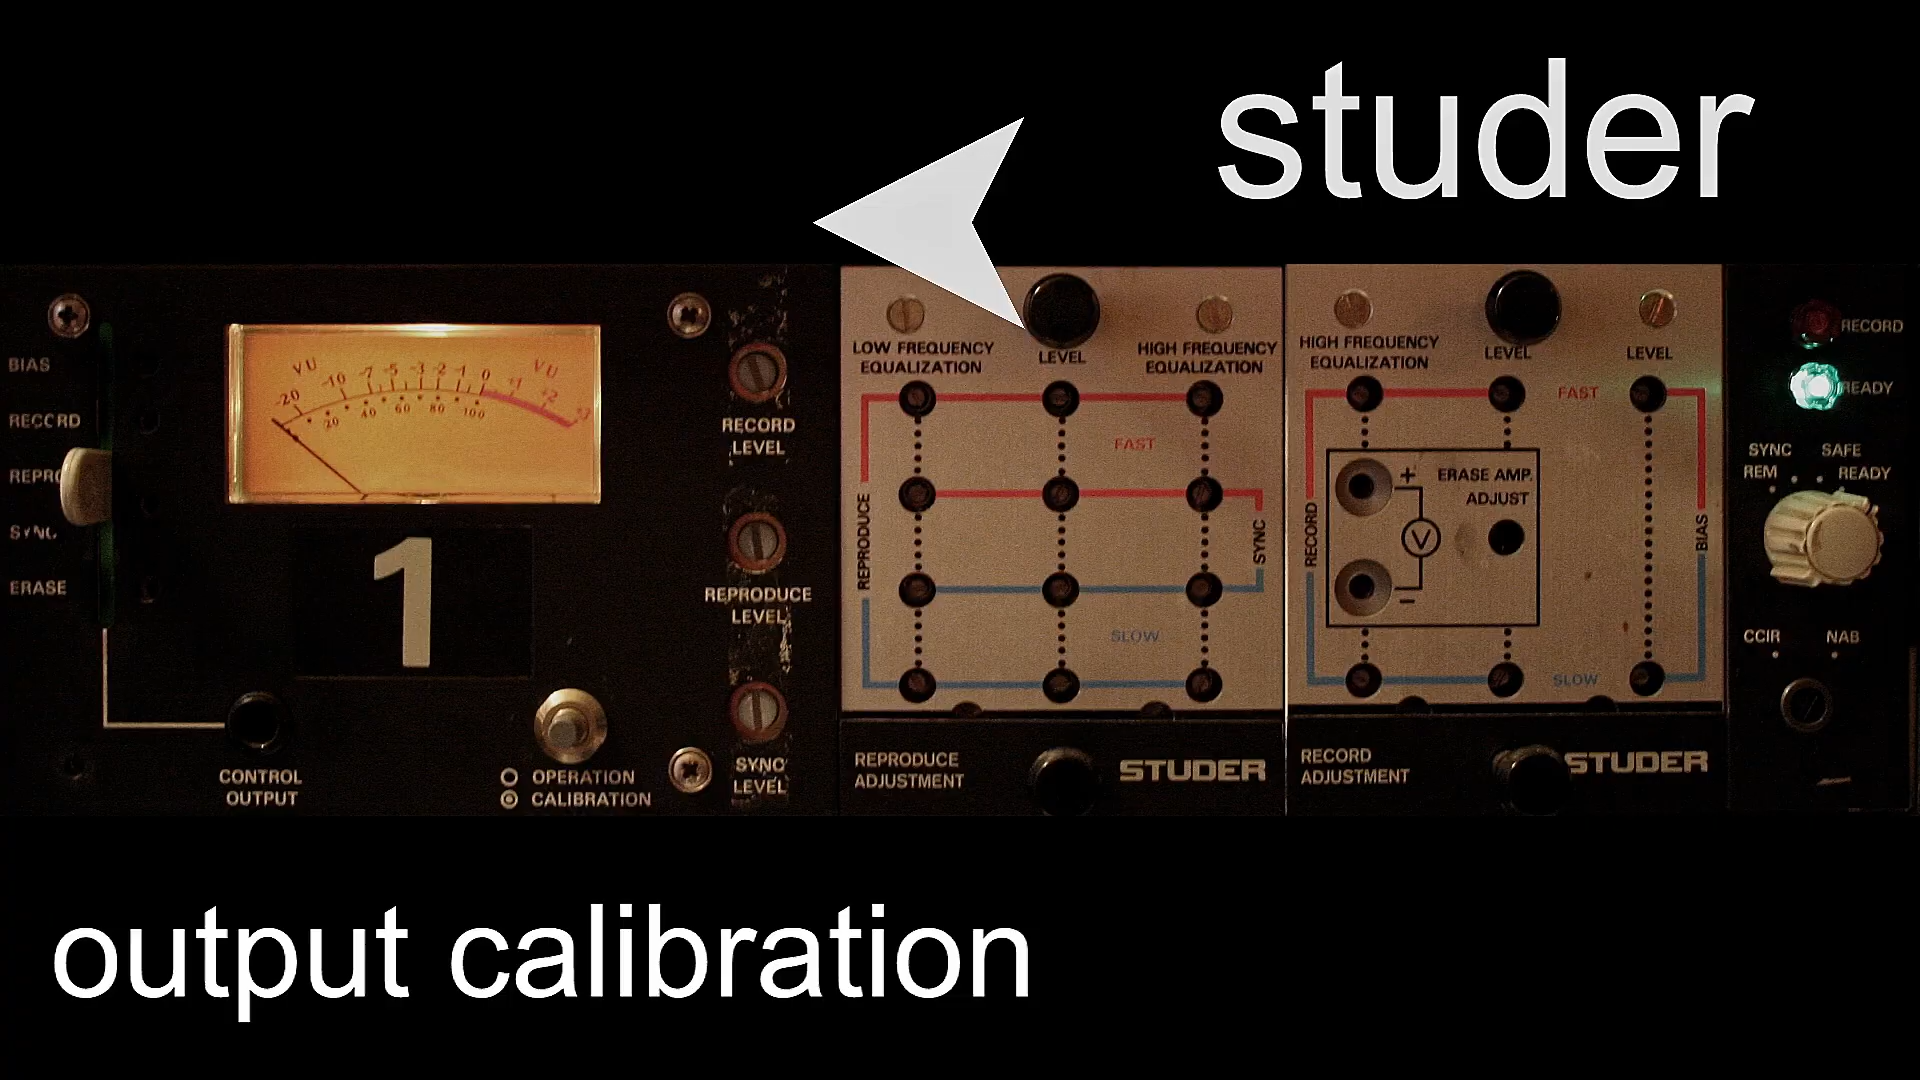 studer
BIAS
RECORD
REPRO
SYNC
ERASE
VU
VU
-20 -10 -7 -5 -3 -2 -1 0 +1 +2 +3
20 40 60 80 100
1
CONTROL
OUTPUT
OPERATION
CALIBRATION
RECORD
LEVEL
REPRODUCE
LEVEL
SYNC
LEVEL
LOW FREQUENCY
EQUALIZATION
LEVEL
HIGH FREQUENCY
EQUALIZATION
FAST
REPRODUCE
SYNC
SLOW
REPRODUCE
ADJUSTMENT
STUDER
HIGH FREQUENCY
EQUALIZATION
LEVEL
LEVEL
FAST
+
ERASE AMP.
ADJUST
V
−
RECORD
BIAS
SLOW
RECORD
ADJUSTMENT
STUDER
RECORD
READY
SYNC SAFE
REM READY
CCIR NAB
output calibration